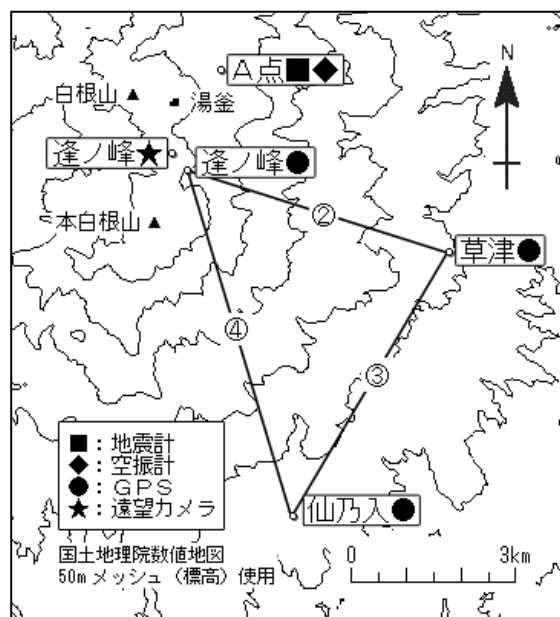 N
A点■◆
白根山▲
■湯釜
逢ノ峰★
逢ノ峰●
本白根山▲
②
草津●
④
③
■：地震計
◆：空振計
●：GPS
★：遠望カメラ
仙乃入●
国土地理院数値地図
50mメッシュ（標高）使用
0 3km